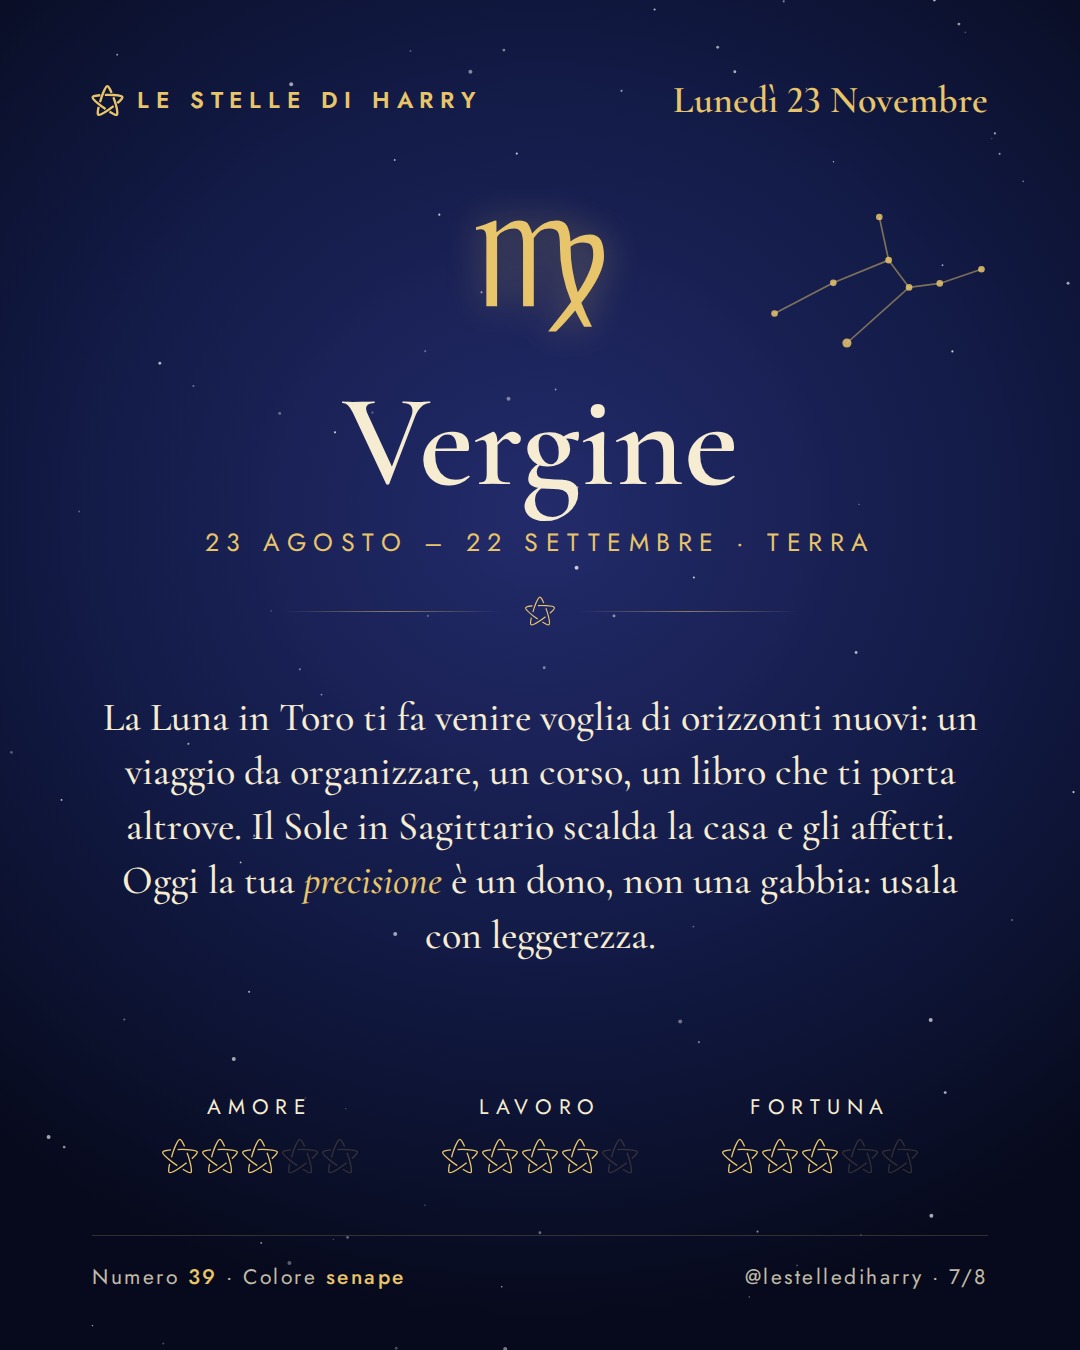 LE STELLE DI HARRY
Lunedì 23 Novembre
♍
Vergine
23 AGOSTO — 22 SETTEMBRE · TERRA
La Luna in Toro ti fa venire voglia di orizzonti nuovi: un
viaggio da organizzare, un corso, un libro che ti porta
altrove. Il Sole in Sagittario scalda la casa e gli affetti.
Oggi la tua precisione è un dono, non una gabbia: usala
con leggerezza.
AMORE
LAVORO
FORTUNA
Numero 39 · Colore senape
@lestellediharry · 7/8